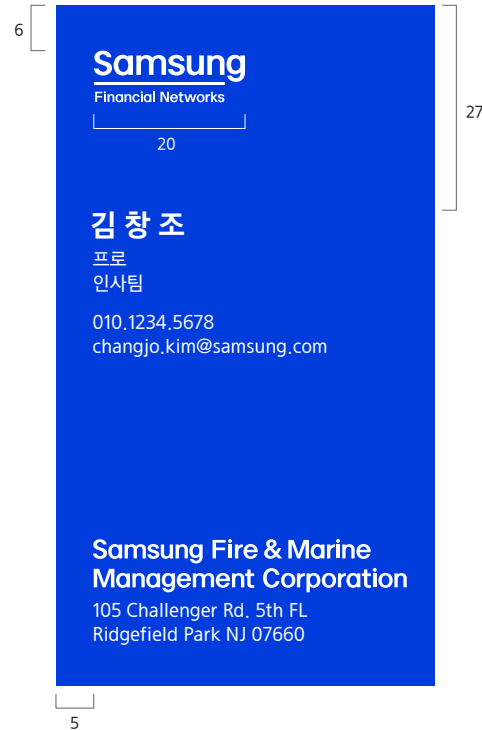 6
Samsung
Financial Networks
27
20
김 창 조
프로
인사팀
010.1234.5678
changjo.kim@samsung.com
Samsung Fire & Marine
Management Corporation
105 Challenger Rd. 5th FL
Ridgefield Park NJ 07660
5